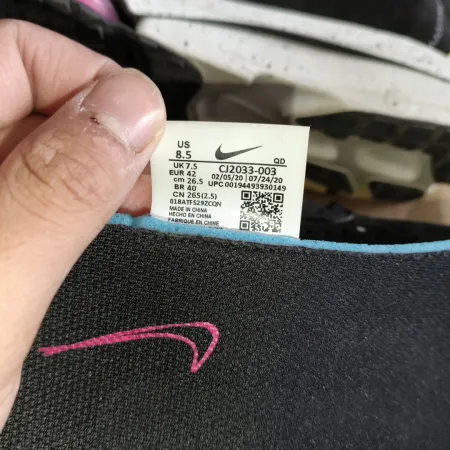 US
8.5
QD
UK 7.5 CJ2033-003
EUR 42 02/05/20 07/24/20
cm 26.5 UPC 00194493930149
BR 40
CN 265(2.5)
018ATF529ZCQN
MADE IN CHINA
HECHO EN CHINA
FABRIQUE EN CHINE